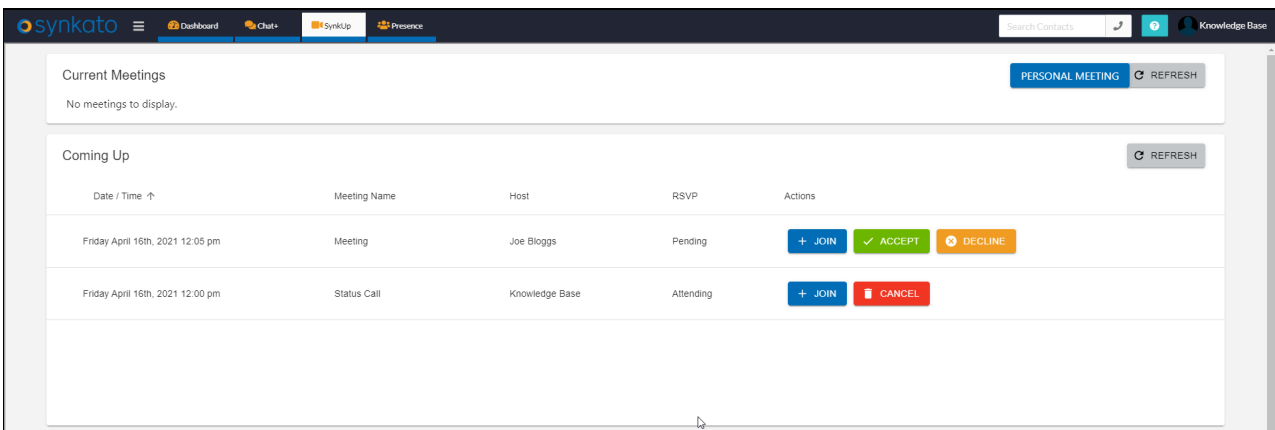 synkato Dashboard Chat+ SynkUp Presence Search Contacts ? Knowledge Base
Current Meetings PERSONAL MEETING REFRESH
No meetings to display.
Coming Up REFRESH
Date / Time ↑ Meeting Name Host RSVP Actions
Friday April 16th, 2021 12:05 pm Meeting Joe Bloggs Pending + JOIN ACCEPT DECLINE
Friday April 16th, 2021 12:00 pm Status Call Knowledge Base Attending + JOIN CANCEL